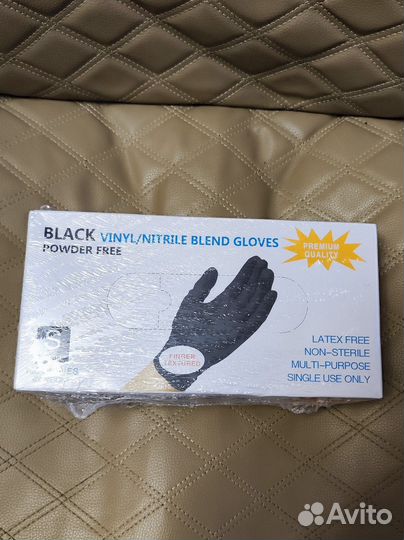 BLACK VINYL/NITRILE BLEND GLOVES
POWDER FREE
PREMIUM
QUALITY
S
FINGER
TEXTURED
LATEX FREE
NON-STERILE
MULTI-PURPOSE
SINGLE USE ONLY
Avito